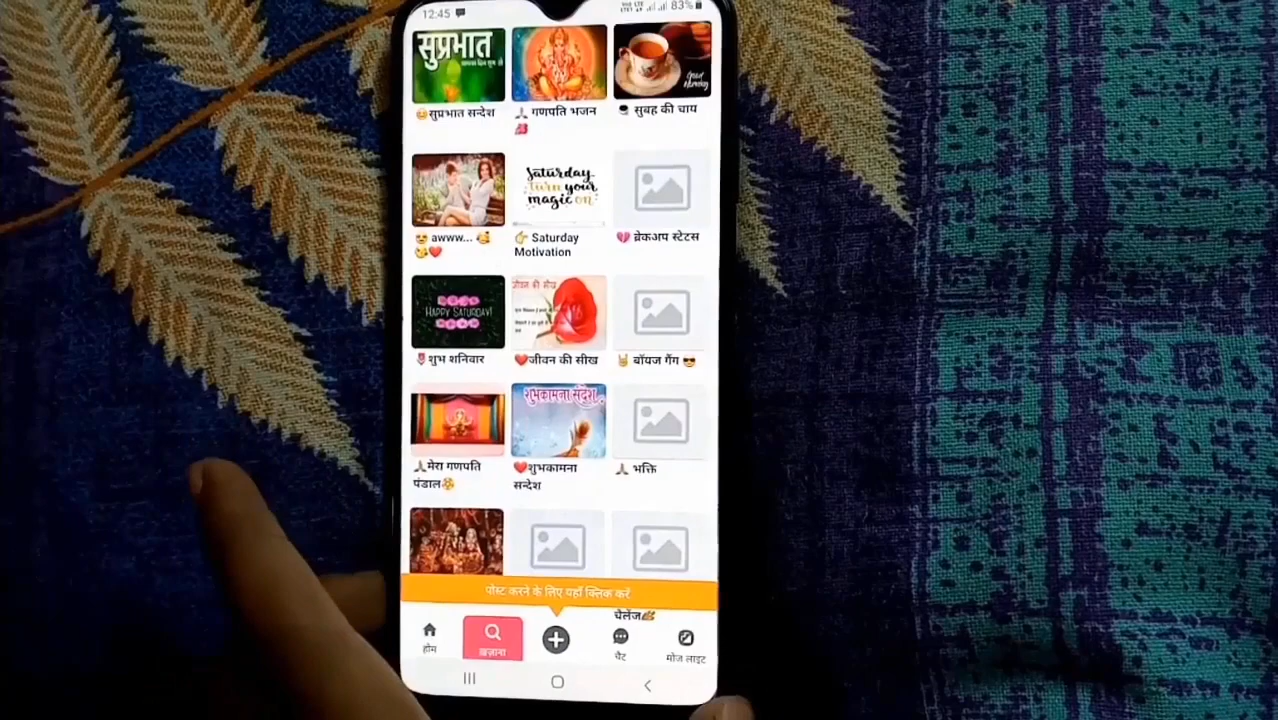 12:45
83%
सुप्रभात
Good
Morning
😊सुप्रभात सन्देश
🙏 गणपति भजन
🌺
☕ सुबह की चाय
Saturday
turn your
magic on
😍 awww... 🥰
😘❤️
👉 Saturday
Motivation
💔 ब्रेकअप स्टेटस
HAPPY SATURDAY!
जीवन की सीख
🌷शुभ शनिवार
❤️जीवन की सीख
🤘 बॉयज गैंग 😎
शुभकामना संदेश
🙏मेरा गणपति
पंडाल🌼
❤️शुभकामना
सन्देश
🙏 भक्ति
पोस्ट करने के लिए यहाँ क्लिक करें
चैलेंज
होम
खज़ाना
चैट
मोज लाइट